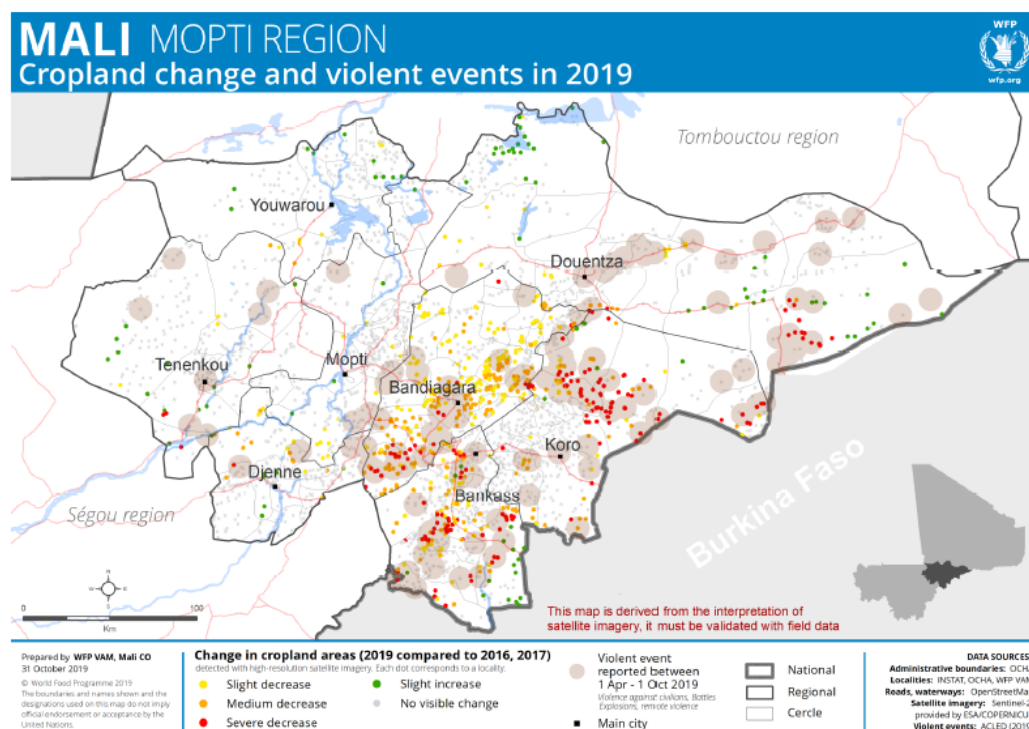 MALI MOPTI REGION
Cropland change and violent events in 2019
WFP
wfp.org
Tombouctou region
Youwarou
Douentza
Tenenkou
Mopti
Bandiagara
Koro
Djenne
Bankass
Ségou region
Burkina Faso
N
W E
S
0 100
Km
This map is derived from the interpretation of
satellite imagery, it must be validated with field data
Prepared by WFP VAM, Mali CO
31 October 2019
© World Food Programme 2019
The boundaries and names shown and the
designations used on this map do not imply
official endorsement or acceptance by the
United Nations.
Change in cropland areas (2019 compared to 2016, 2017)
detected with high-resolution satellite imagery. Each dot corresponds to a locality.
Slight decrease
Medium decrease
Severe decrease
Slight increase
No visible change
Violent event
reported between
1 Apr - 1 Oct 2019
Violence against civilians, Battles
Explosions, remote violence
Main city
National
Regional
Cercle
DATA SOURCES
Administrative boundaries: OCHA
Localities: INSTAT, OCHA, WFP VAM
Roads, waterways: OpenStreetMa
Satellite imagery: Sentinel-2
provided by ESA/COPERNICU
Violent events: ACLED (2019